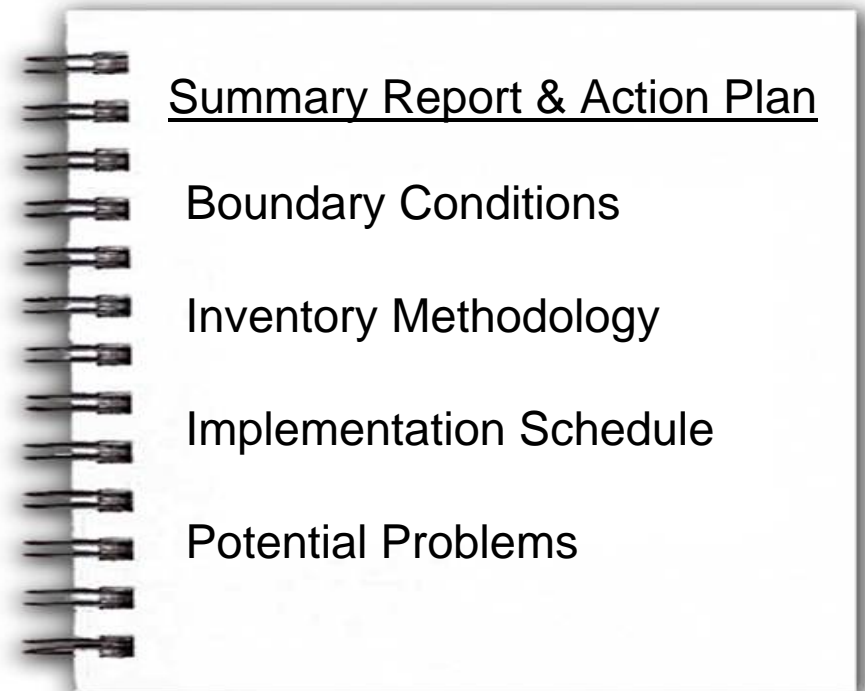 Summary Report & Action Plan
Boundary Conditions
Inventory Methodology
Implementation Schedule
Potential Problems